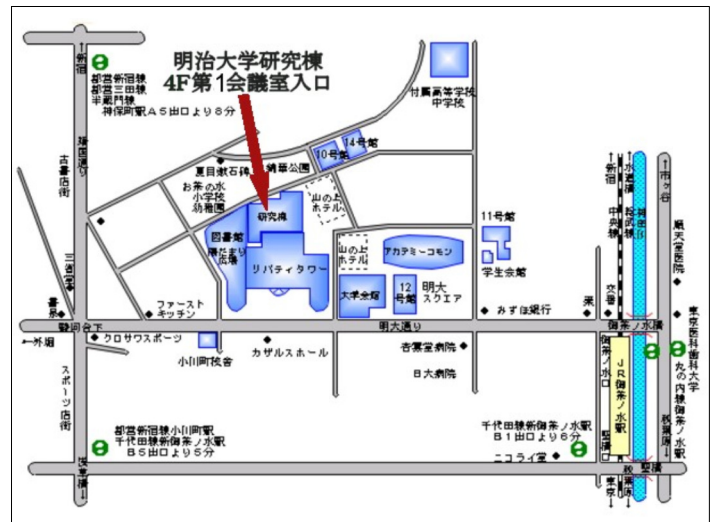 明治大学研究棟
4F第1会議室入口
←新宿
都営新宿線
都営三田線
半蔵門線
神保町駅A5出口より8分
靖国通り
古書店街
付属高等学校
中学校
14号館
10号館
夏目漱石碑
錦華公園
お茶の水
小学校
幼稚園
山の上
ホテル
研究棟
図書館
陽だまり
広場
リバティタワー
山の上
ホテル
アカデミーコモン
11号館
学生会館
大学会館
12
号館
明大
スクエア
三省堂
書泉
ファースト
キッチン
みずほ銀行
駿河台下
明大通り
←外堀
クロサワスポーツ
小川町校舎
カザルスホール
杏雲堂病院
日大病院
スポーツ店街
都営新宿線小川町駅
千代田線新御茶ノ水駅
B5出口より5分
千代田線新御茶ノ水駅
B1出口より6分
ニコライ堂
浅草橋→
←新宿
中央線
←水道橋
総武線
神田川
←市ヶ谷
順天堂医院
交番
御茶ノ水橋
御茶ノ水口
JR御茶ノ水駅
聖橋口
聖橋
東京医科歯科大学
丸の内線御茶ノ水駅
秋葉原→
東京→
秋葉原→